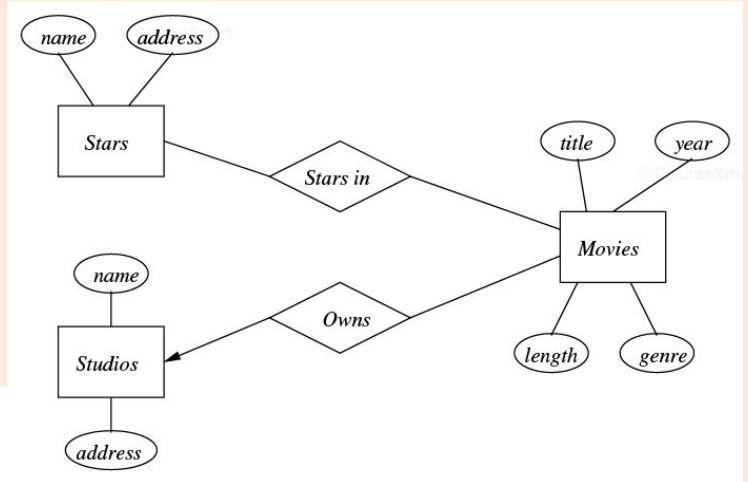 name
address
Stars
Stars in
title
year
Movies
name
Owns
Studios
length
genre
address